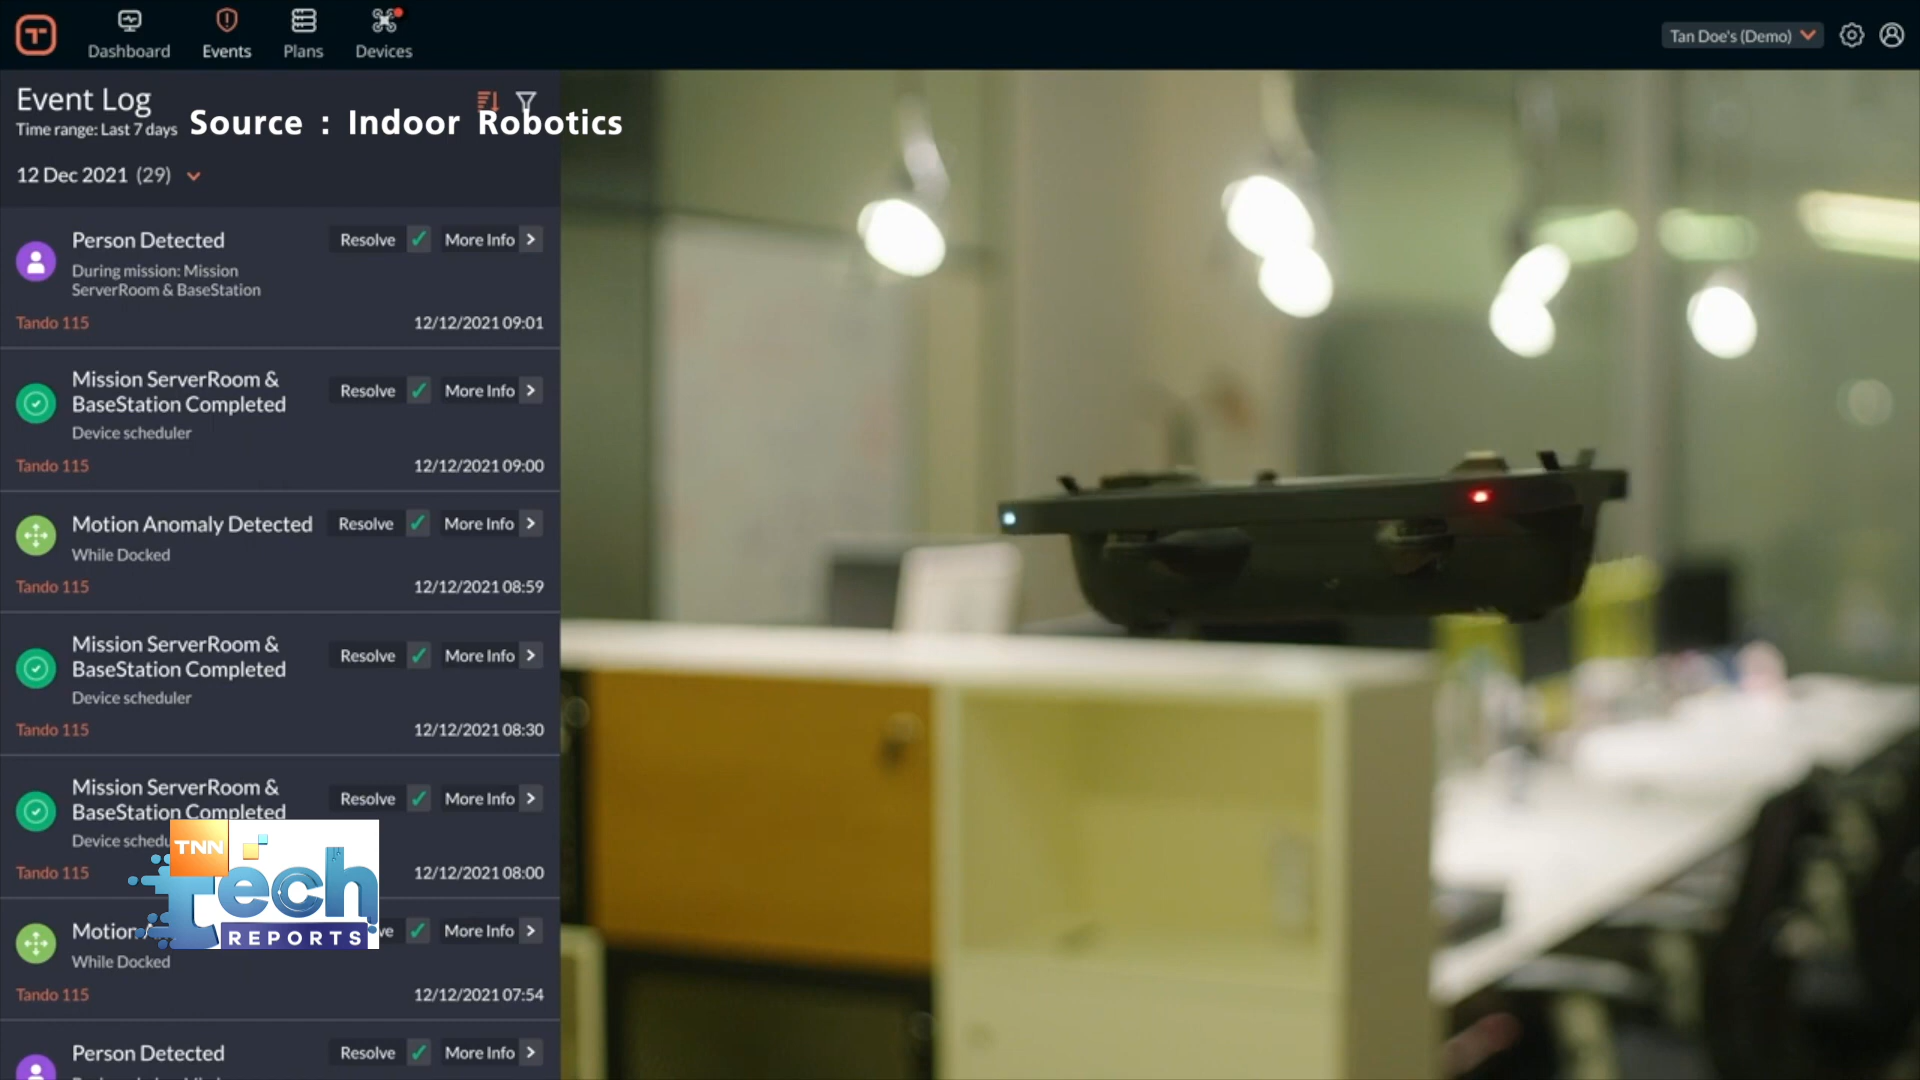 Dashboard
Events
Plans
Devices
Tan Doe's (Demo)
Event Log
Time range: Last 7 days
Source : Indoor Robotics
12 Dec 2021 (29)
Person Detected
Resolve
More Info
During mission: Mission
ServerRoom & BaseStation
Tando 115
12/12/2021 09:01
Mission ServerRoom &
BaseStation Completed
Resolve
More Info
Device scheduler
Tando 115
12/12/2021 09:00
Motion Anomaly Detected
Resolve
More Info
While Docked
Tando 115
12/12/2021 08:59
Mission ServerRoom &
BaseStation Completed
Resolve
More Info
Device scheduler
Tando 115
12/12/2021 08:30
Mission ServerRoom &
BaseStation Completed
Resolve
More Info
Device
Tando 115
12/12/2021 08:00
TNN
Tech
REPORTS
Motion
More Info
While Docked
Tando 115
12/12/2021 07:54
Person Detected
Resolve
More Info